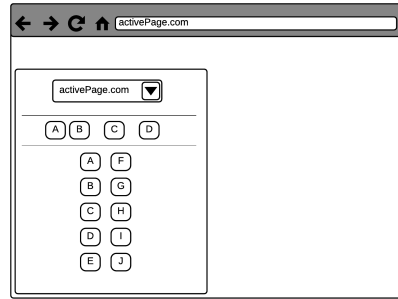 activePage.com
activePage.com
A B C D
A F
B G
C H
D I
E J